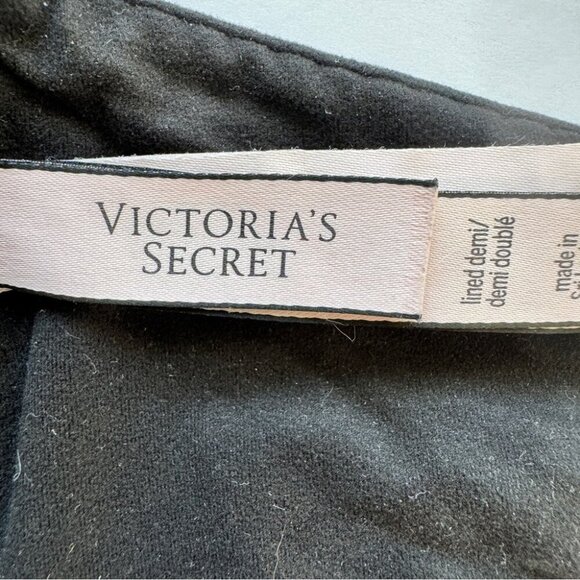 VICTORIA'S
SECRET
lined demi/
demi doublé
made in